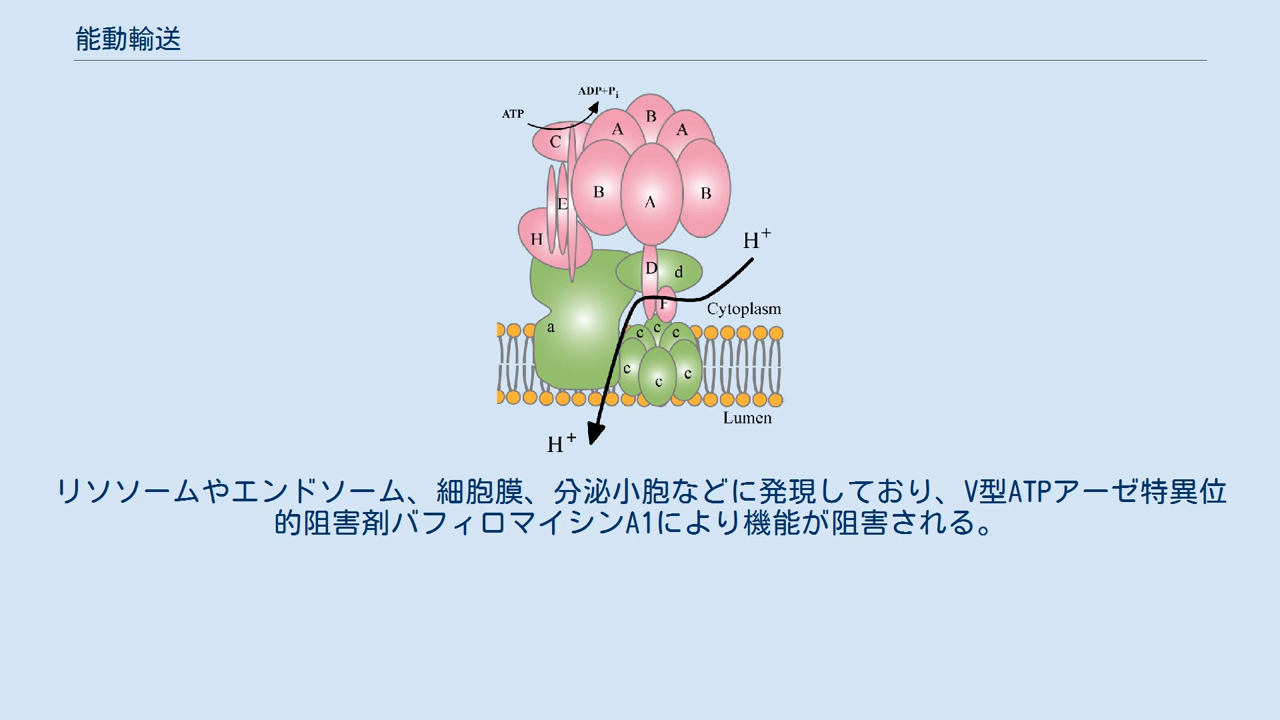 能動輸送
ADP+Pi
ATP
B
A
A
C
B
A
B
E
H
H+
D
d
F
Cytoplasm
a
c
c
c
c
c
c
Lumen
H+
リソソームやエンドソーム、細胞膜、分泌小胞などに発現しており、V型ATPアーゼ特異位
的阻害剤バフィロマイシンA1により機能が阻害される。